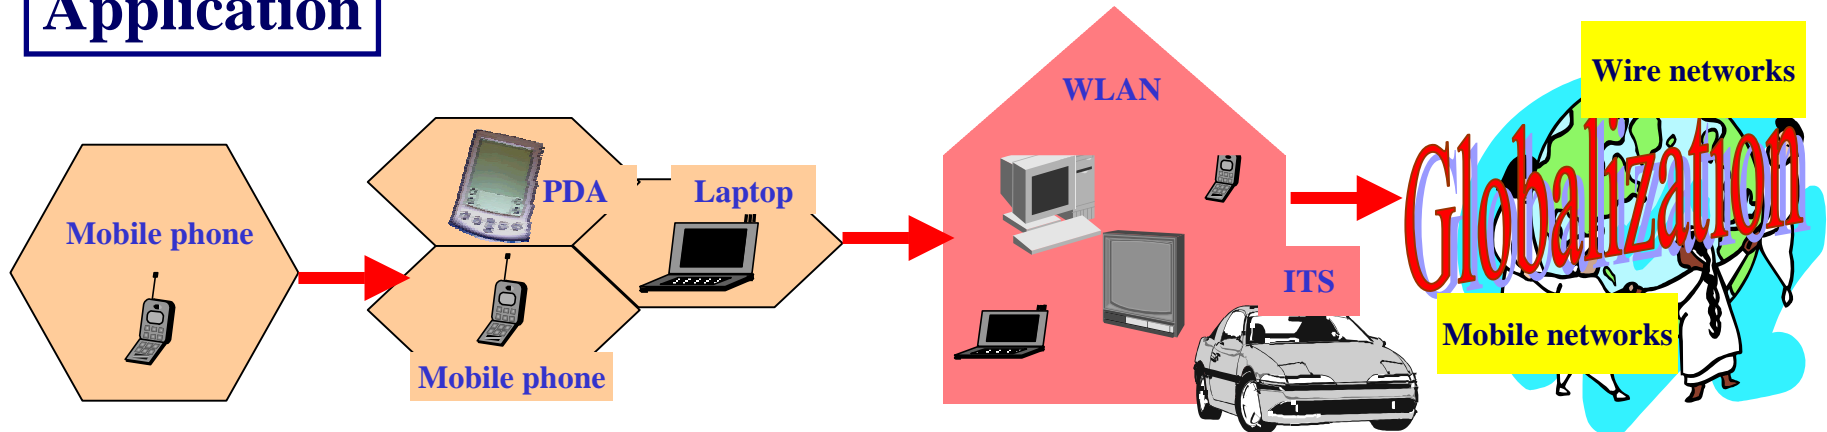 Application
Mobile phone
PDA
Laptop
Mobile phone
WLAN
ITS
Wire networks
Globalization
Mobile networks